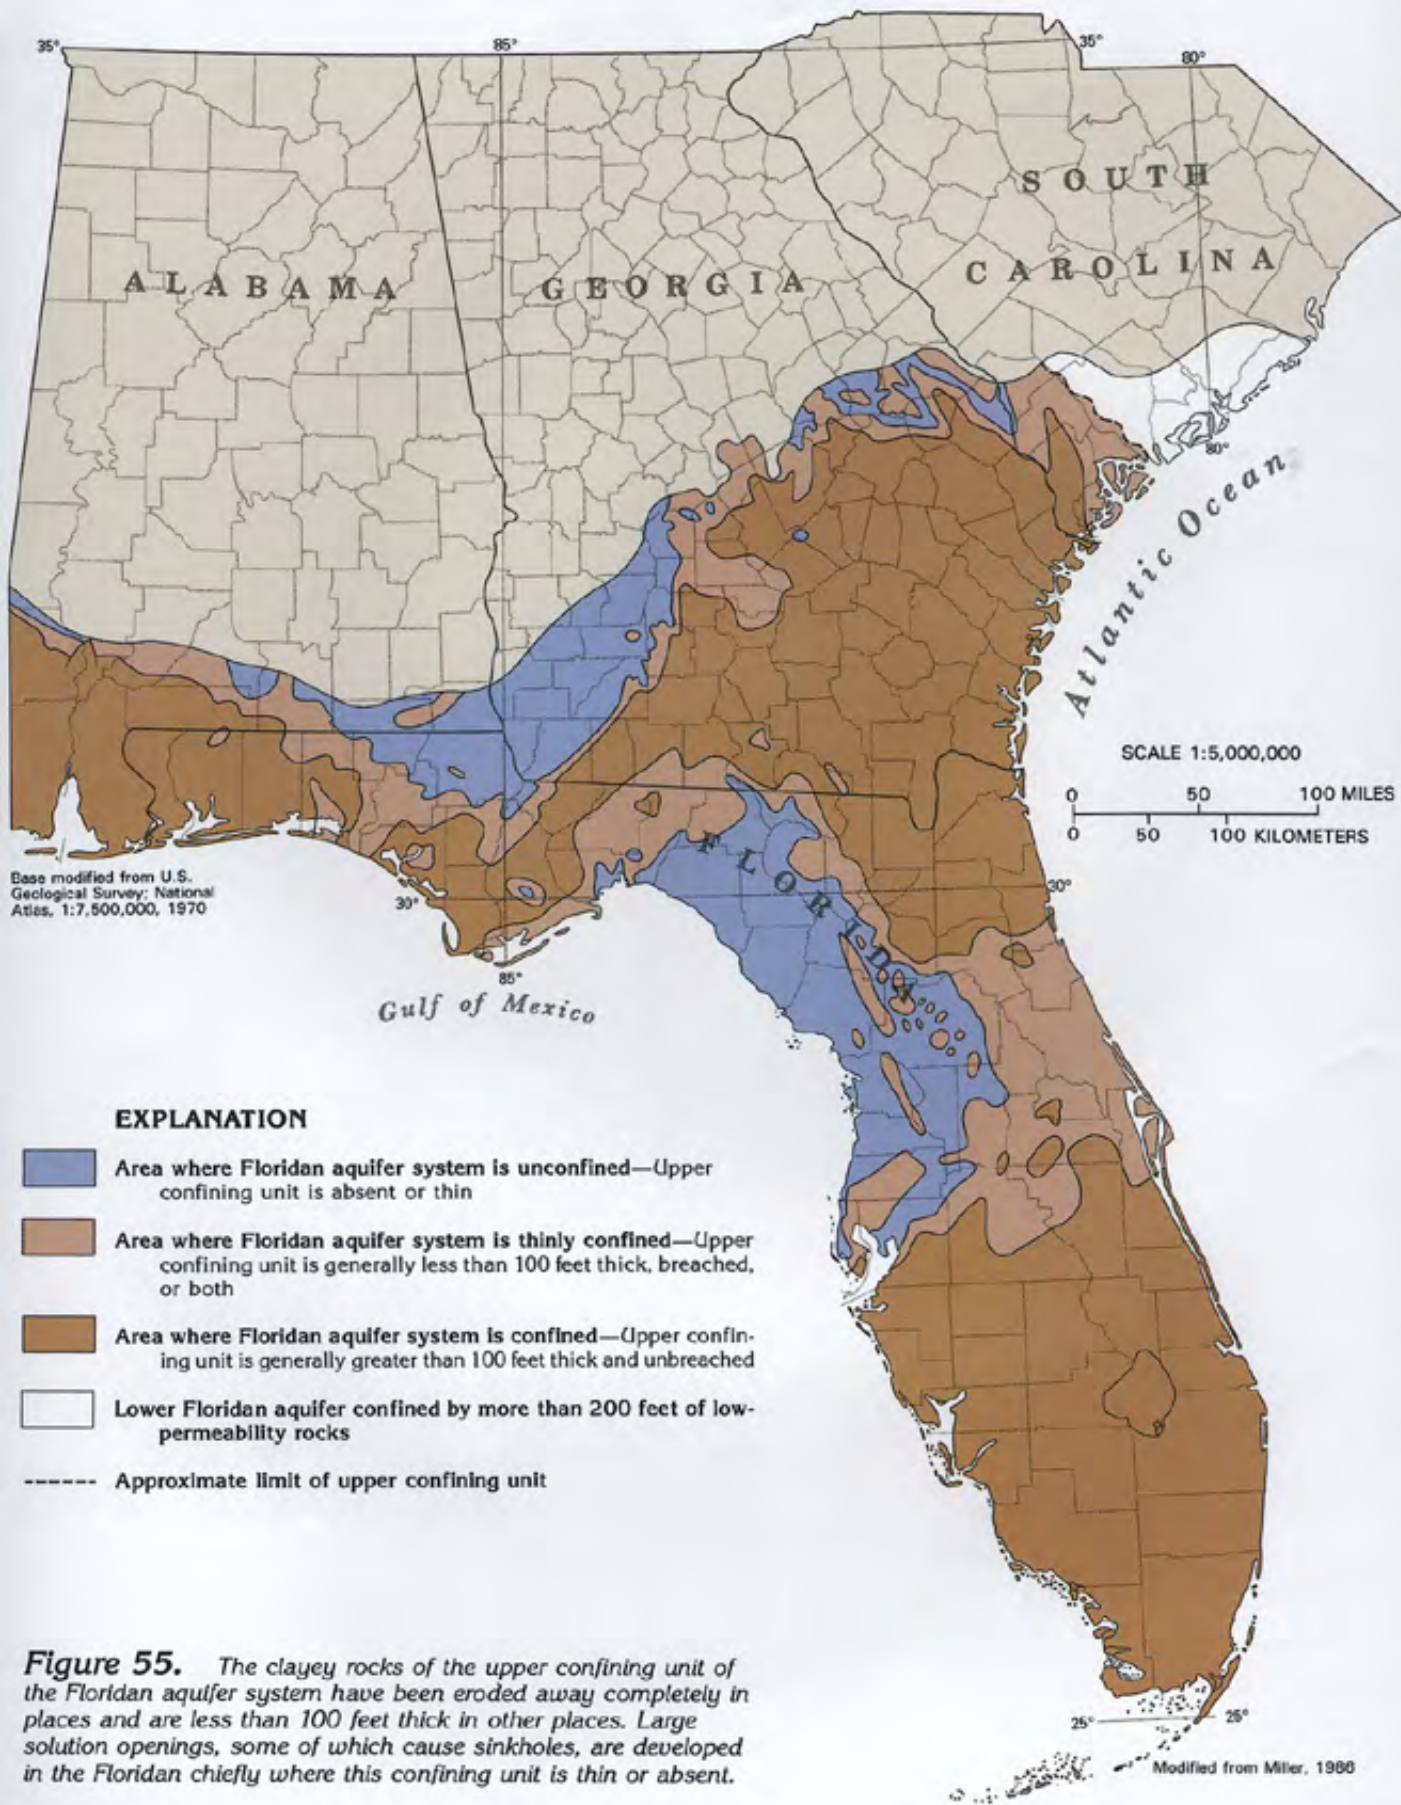 35°
85°
35°
80°
SOUTH
CAROLINA
ALABAMA
GEORGIA
80°
Atlantic Ocean
SCALE 1:5,000,000
0 50 100 MILES
0 50 100 KILOMETERS
FLORIDA
Base modified from U.S.
Geological Survey; National
Atlas, 1:7,500,000, 1970
30°
30°
85°
Gulf of Mexico
EXPLANATION
Area where Floridan aquifer system is unconfined—Upper
confining unit is absent or thin
Area where Floridan aquifer system is thinly confined—Upper
confining unit is generally less than 100 feet thick, breached,
or both
Area where Floridan aquifer system is confined—Upper confin-
ing unit is generally greater than 100 feet thick and unbreached
Lower Floridan aquifer confined by more than 200 feet of low-
permeability rocks
Approximate limit of upper confining unit
Figure 55. The clayey rocks of the upper confining unit of
the Floridan aquifer system have been eroded away completely in
places and are less than 100 feet thick in other places. Large
solution openings, some of which cause sinkholes, are developed
in the Floridan chiefly where this confining unit is thin or absent.
25°
25°
Modified from Miller, 1986